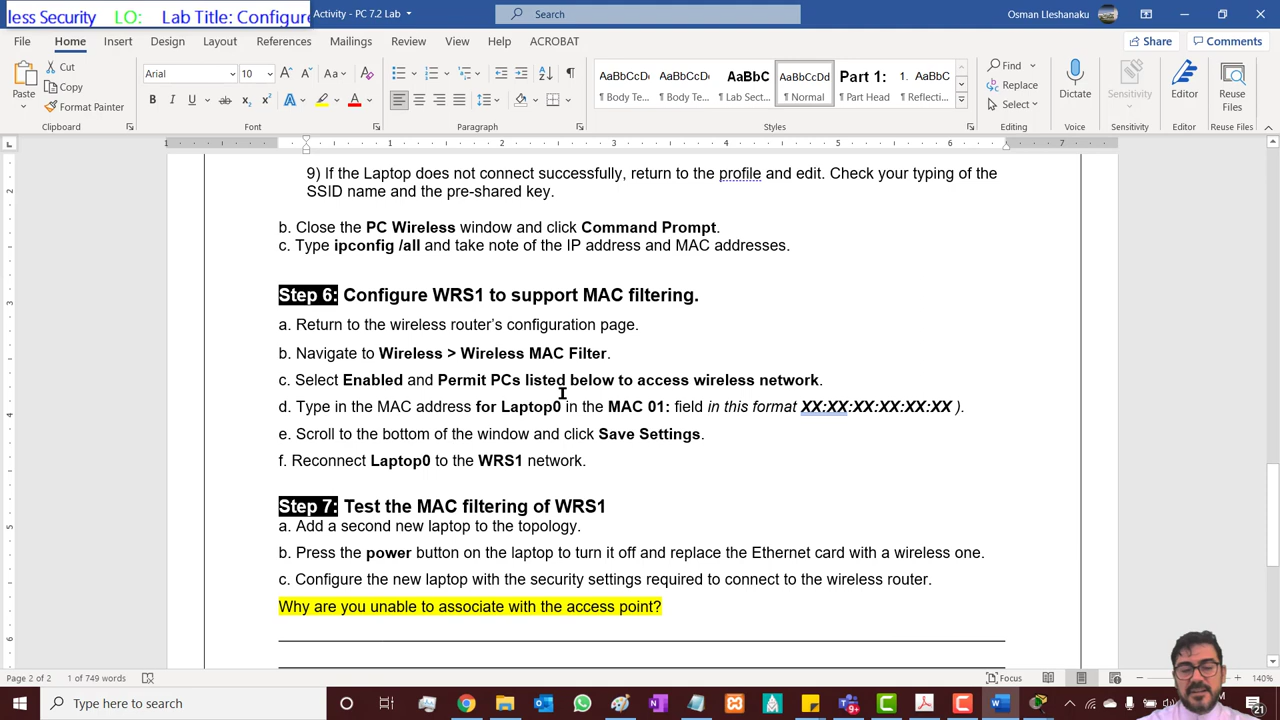 less Security LO: Lab Title: Configure
Activity - PC 7.2 Lab
Search
Osman Lleshanaku
File Home Insert Draw Design Layout References Mailings Review View Help ACROBAT
Share Comments
Paste
Cut
Copy
Format Painter
Clipboard
Arial 10
Font
Paragraph
AaBbCcDc AaBbCcDc AaBbCcD AaBbCcDd Part 1: 1. AaBbC
¶ Body Te... ¶ Body Te... ¶ Lab Sect... ¶ Normal ¶ Part Head ¶ Reflecti...
Styles
Find
Replace
Select
Editing
Dictate
Voice
Sensitivity
Sensitivity
Editor
Editor
Reuse
Files
Reuse Files
9) If the Laptop does not connect successfully, return to the profile and edit. Check your typing of the
SSID name and the pre-shared key.
b. Close the PC Wireless window and click Command Prompt.
c. Type ipconfig /all and take note of the IP address and MAC addresses.
Step 6: Configure WRS1 to support MAC filtering.
a. Return to the wireless router’s configuration page.
b. Navigate to Wireless > Wireless MAC Filter.
c. Select Enabled and Permit PCs listed below to access wireless network.
d. Type in the MAC address for Laptop0 in the MAC 01: field in this format XX:XX:XX:XX:XX:XX ).
e. Scroll to the bottom of the window and click Save Settings.
f. Reconnect Laptop0 to the WRS1 network.
Step 7: Test the MAC filtering of WRS1
a. Add a second new laptop to the topology.
b. Press the power button on the laptop to turn it off and replace the Ethernet card with a wireless one.
c. Configure the new laptop with the security settings required to connect to the wireless router.
Why are you unable to associate with the access point?
Page 2 of 2 1 of 749 words
Focus
140%
Type here to search